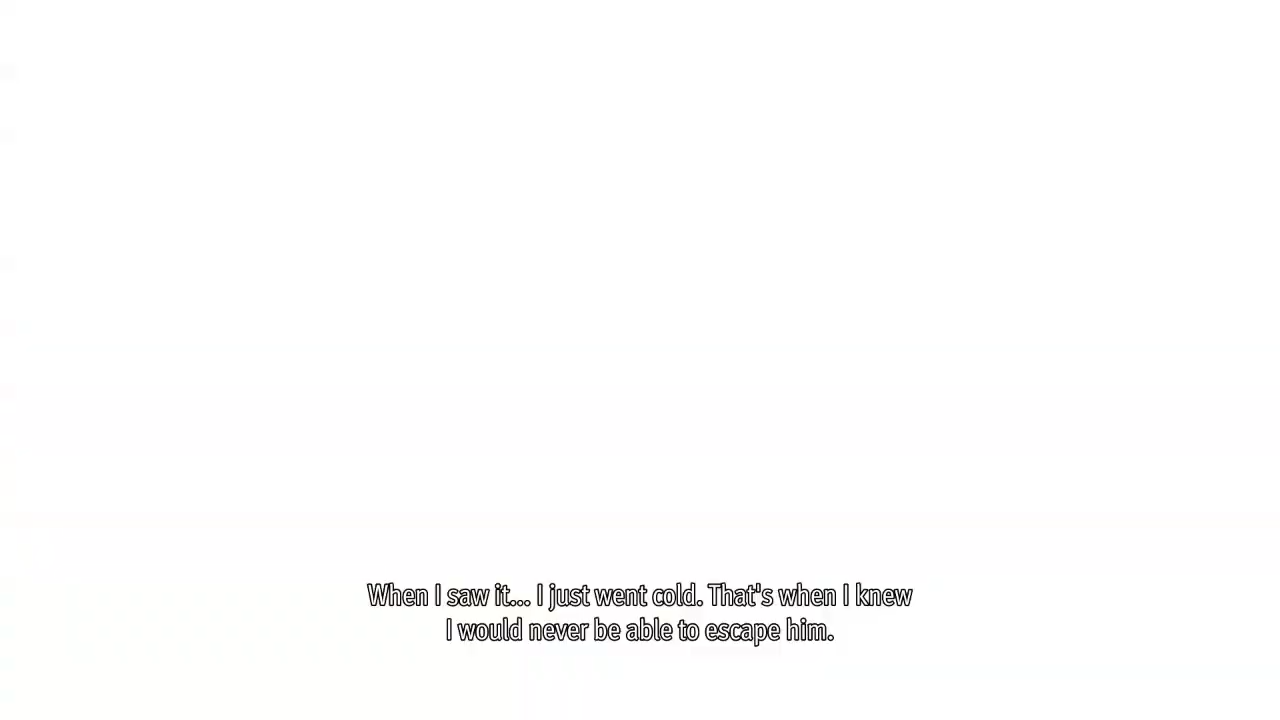 When I saw it... I just went cold. That's when I knew
I would never be able to escape him.